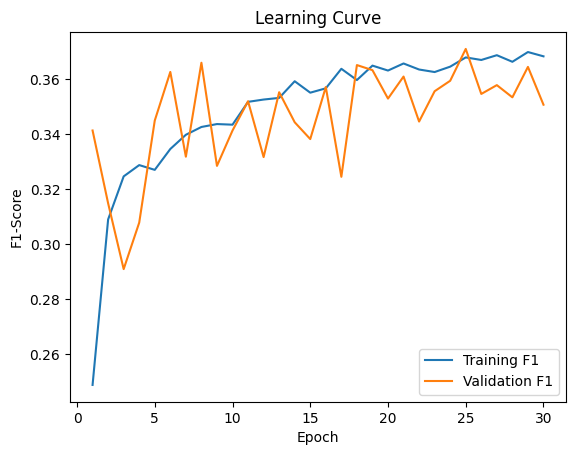 Learning Curve
F1-Score
0.36
0.34
0.32
0.30
0.28
0.26
0
5
10
15
20
25
30
Epoch
Training F1
Validation F1